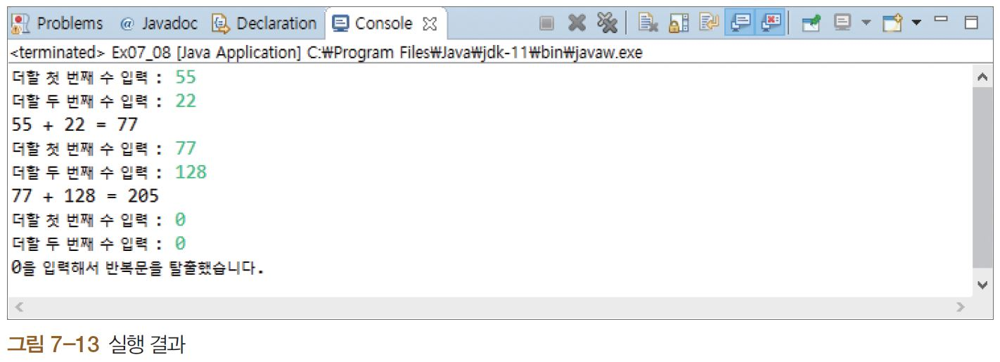 Problems @ Javadoc Declaration Console
<terminated> Ex07_08 [Java Application] C:₩Program Files₩Java₩jdk-11₩bin₩javaw.exe
더할 첫 번째 수 입력 : 55
더할 두 번째 수 입력 : 22
55 + 22 = 77
더할 첫 번째 수 입력 : 77
더할 두 번째 수 입력 : 128
77 + 128 = 205
더할 첫 번째 수 입력 : 0
더할 두 번째 수 입력 : 0
0을 입력해서 반복문을 탈출했습니다.
그림 7-13 실행 결과